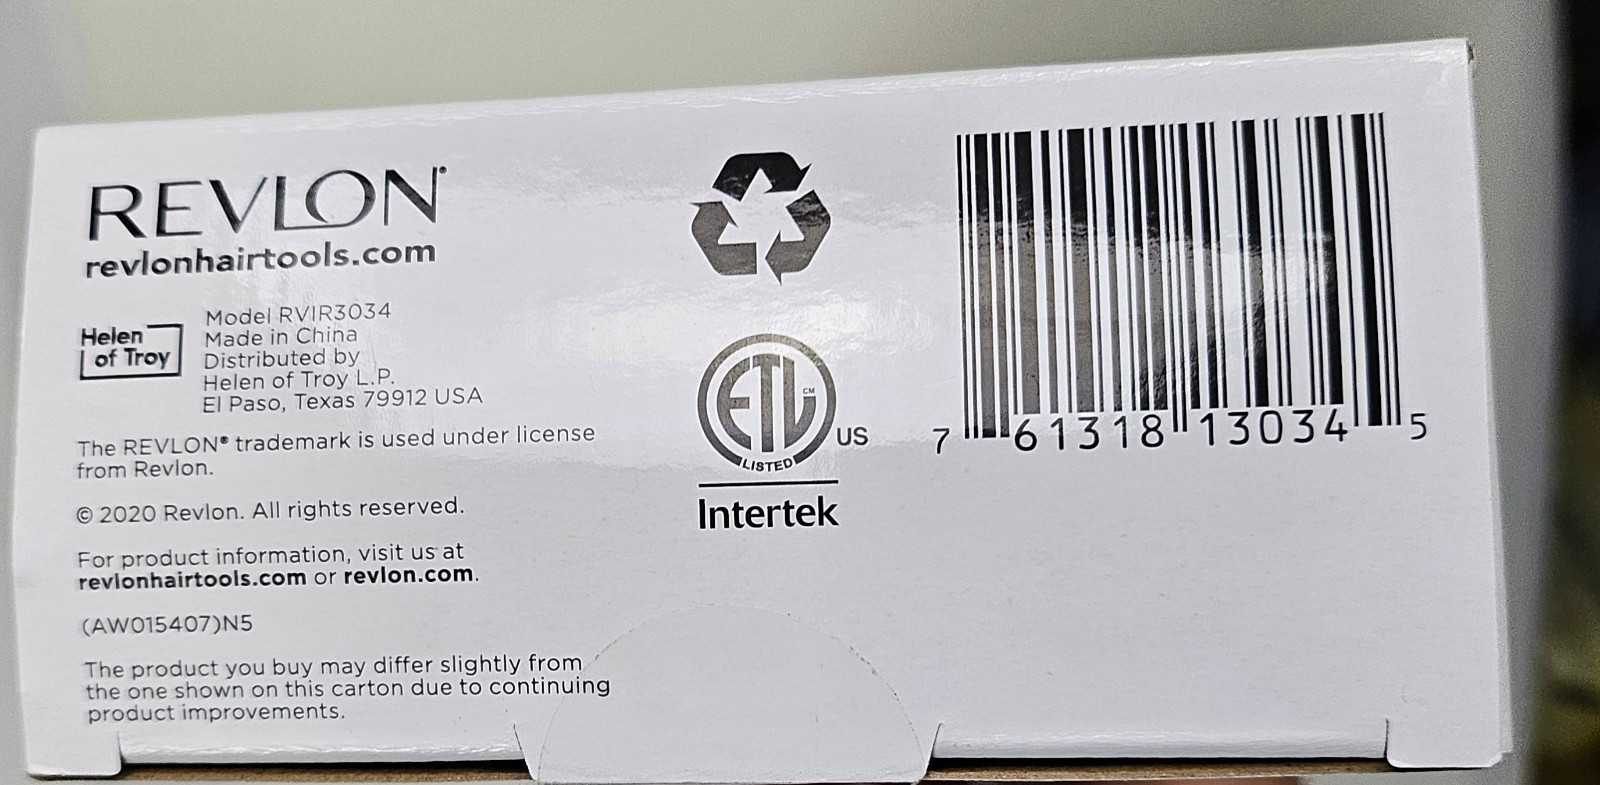 REVLON®
revlonhairtools.com
Helen
of Troy
Model RVIR3034
Made in China
Distributed by
Helen of Troy L.P.
El Paso, Texas 79912 USA
The REVLON® trademark is used under license
from Revlon.
© 2020 Revlon. All rights reserved.
For product information, visit us at
revlonhairtools.com or revlon.com.
(AW015407)N5
The product you buy may differ slightly from
the one shown on this carton due to continuing
product improvements.
ETL CM
LISTED
US
Intertek
7 61318 13034 5